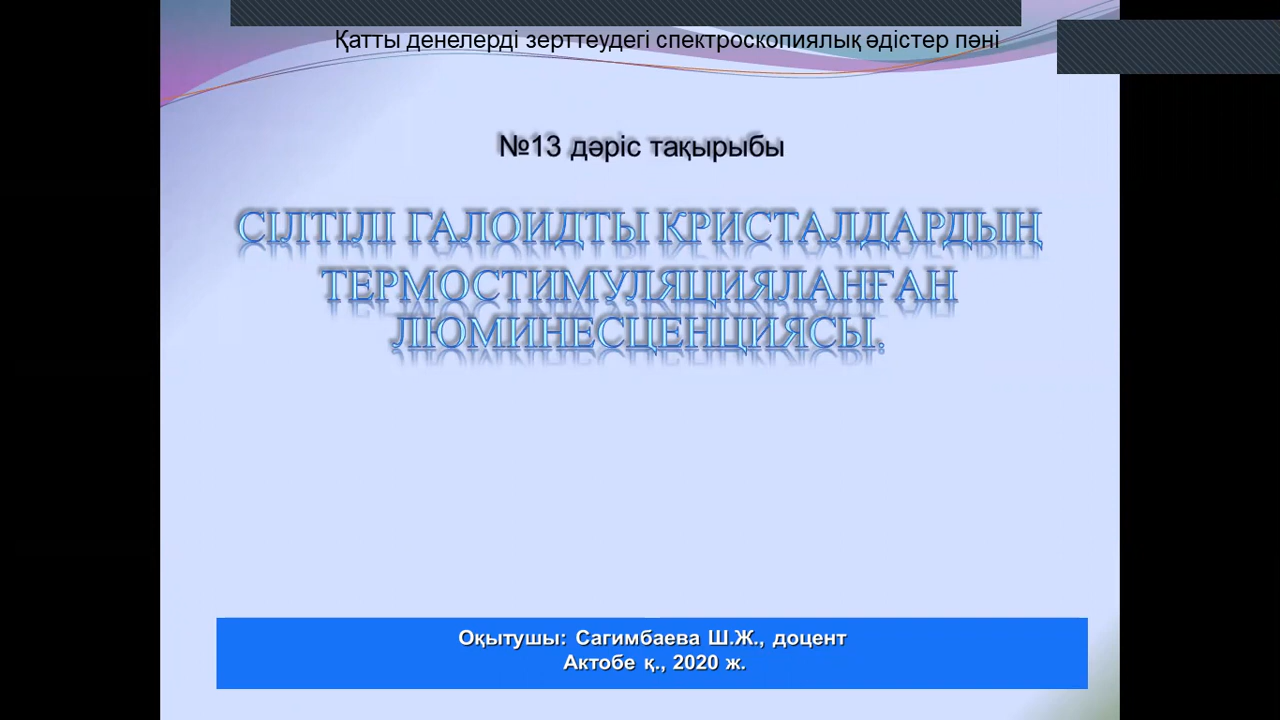 Қатты денелерді зерттеудегі спектроскопиялық әдістер пәні
№13 дәріс тақырыбы
СІЛТІЛІ ГАЛОИДТЫ КРИСТАЛДАРДЫҢ
ТЕРМОСТИМУЛЯЦИЯЛАНҒАН
ЛЮМИНЕСЦЕНЦИЯСЫ.
Оқытушы: Сагимбаева Ш.Ж., доцент
Актобе қ., 2020 ж.